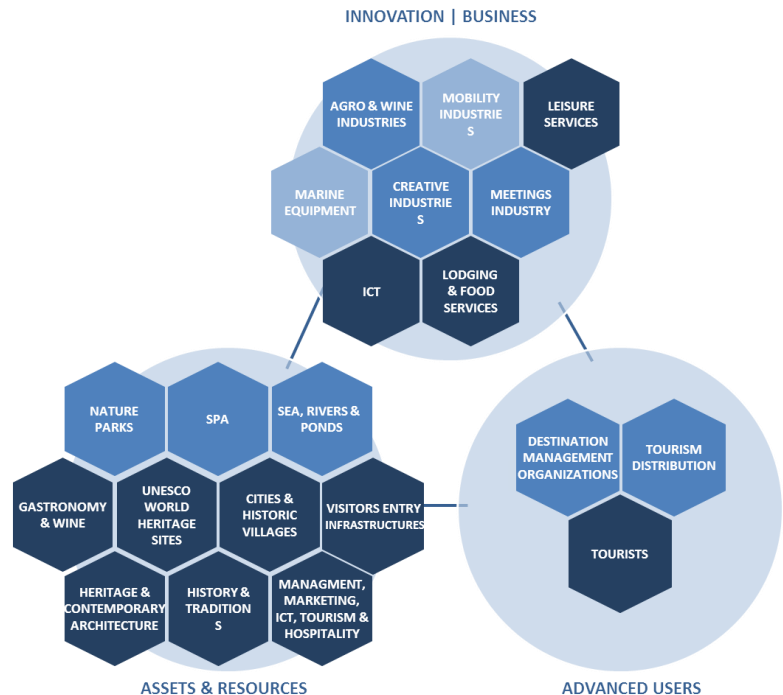 INNOVATION | BUSINESS
AGRO & WINE
INDUSTRIES
MOBILITY
INDUSTRIE
S
LEISURE
SERVICES
MARINE
EQUIPMENT
CREATIVE
INDUSTRIE
S
MEETINGS
INDUSTRY
ICT
LODGING
& FOOD
SERVICES
NATURE
PARKS
SPA
SEA, RIVERS &
PONDS
GASTRONOMY
& WINE
UNESCO
WORLD
HERITAGE
SITES
CITIES &
HISTORIC
VILLAGES
VISITORS ENTRY
INFRASTRUCTURES
HERITAGE &
CONTEMPORARY
ARCHITECTURE
HISTORY &
TRADITION
S
MANAGMENT,
MARKETING,
ICT, TOURISM &
HOSPITALITY
ASSETS & RESOURCES
DESTINATION
MANAGEMENT
ORGANIZATIONS
TOURISM
DISTRIBUTION
TOURISTS
ADVANCED USERS